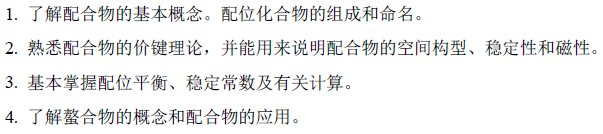 1. 了解配合物的基本概念。配位化合物的组成和命名。
2. 熟悉配合物的价键理论，并能用来说明配合物的空间构型、稳定性和磁性。
3. 基本掌握配位平衡、稳定常数及有关计算。
4. 了解螯合物的概念和配合物的应用。